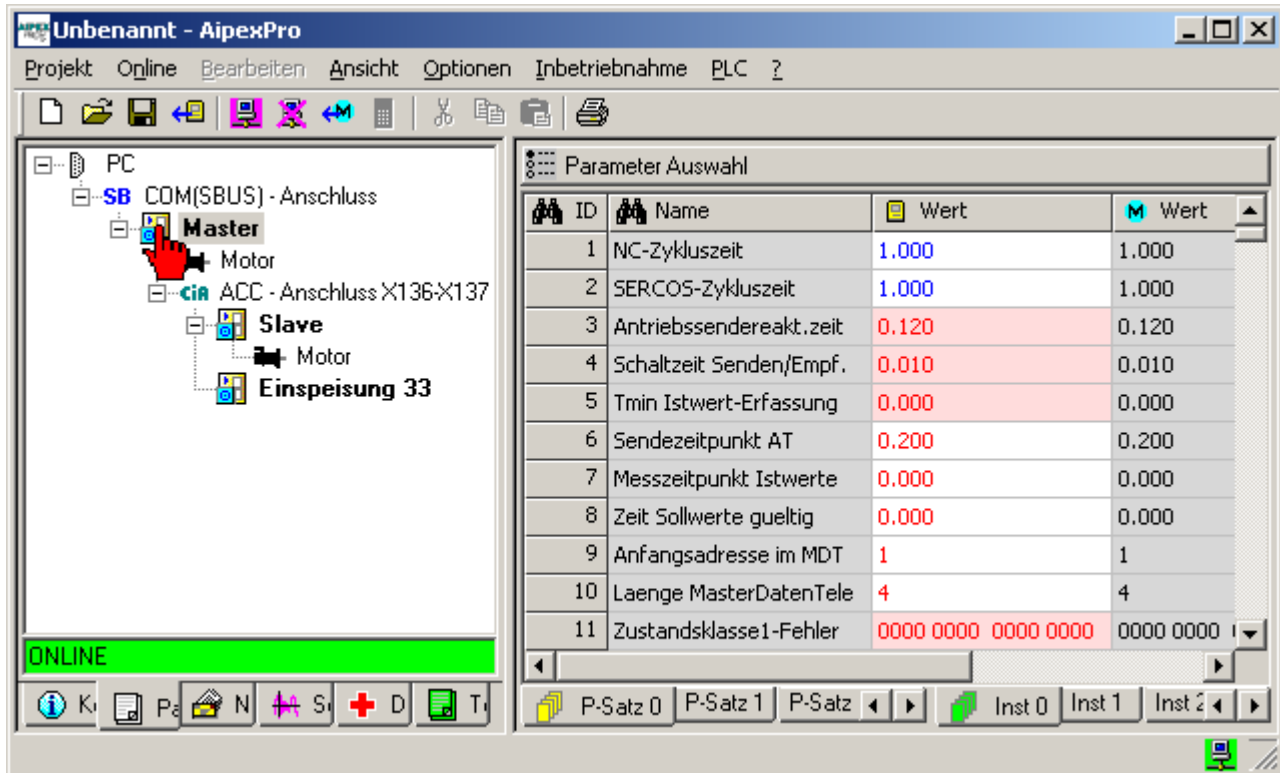 Unbenannt - AipexPro
Projekt Online Bearbeiten Ansicht Optionen Inbetriebnahme PLC ?
PC
SB COM(SBUS) - Anschluss
Master
Motor
CiA ACC - Anschluss X136-X137
Slave
Motor
Einspeisung 33
ONLINE
K P N S D T
Parameter Auswahl
ID Name Wert M Wert
1 NC-Zykluszeit 1.000 1.000
2 SERCOS-Zykluszeit 1.000 1.000
3 Antriebssendereakt.zeit 0.120 0.120
4 Schaltzeit Senden/Empf. 0.010 0.010
5 Tmin Istwert-Erfassung 0.000 0.000
6 Sendezeitpunkt AT 0.200 0.200
7 Messzeitpunkt Istwerte 0.000 0.000
8 Zeit Sollwerte gueltig 0.000 0.000
9 Anfangsadresse im MDT 1 1
10 Laenge MasterDatenTele 4 4
11 Zustandsklasse1-Fehler 0000 0000 0000 0000 0000 0000
P-Satz 0 P-Satz 1 P-Satz Inst 0 Inst 1 Inst 2